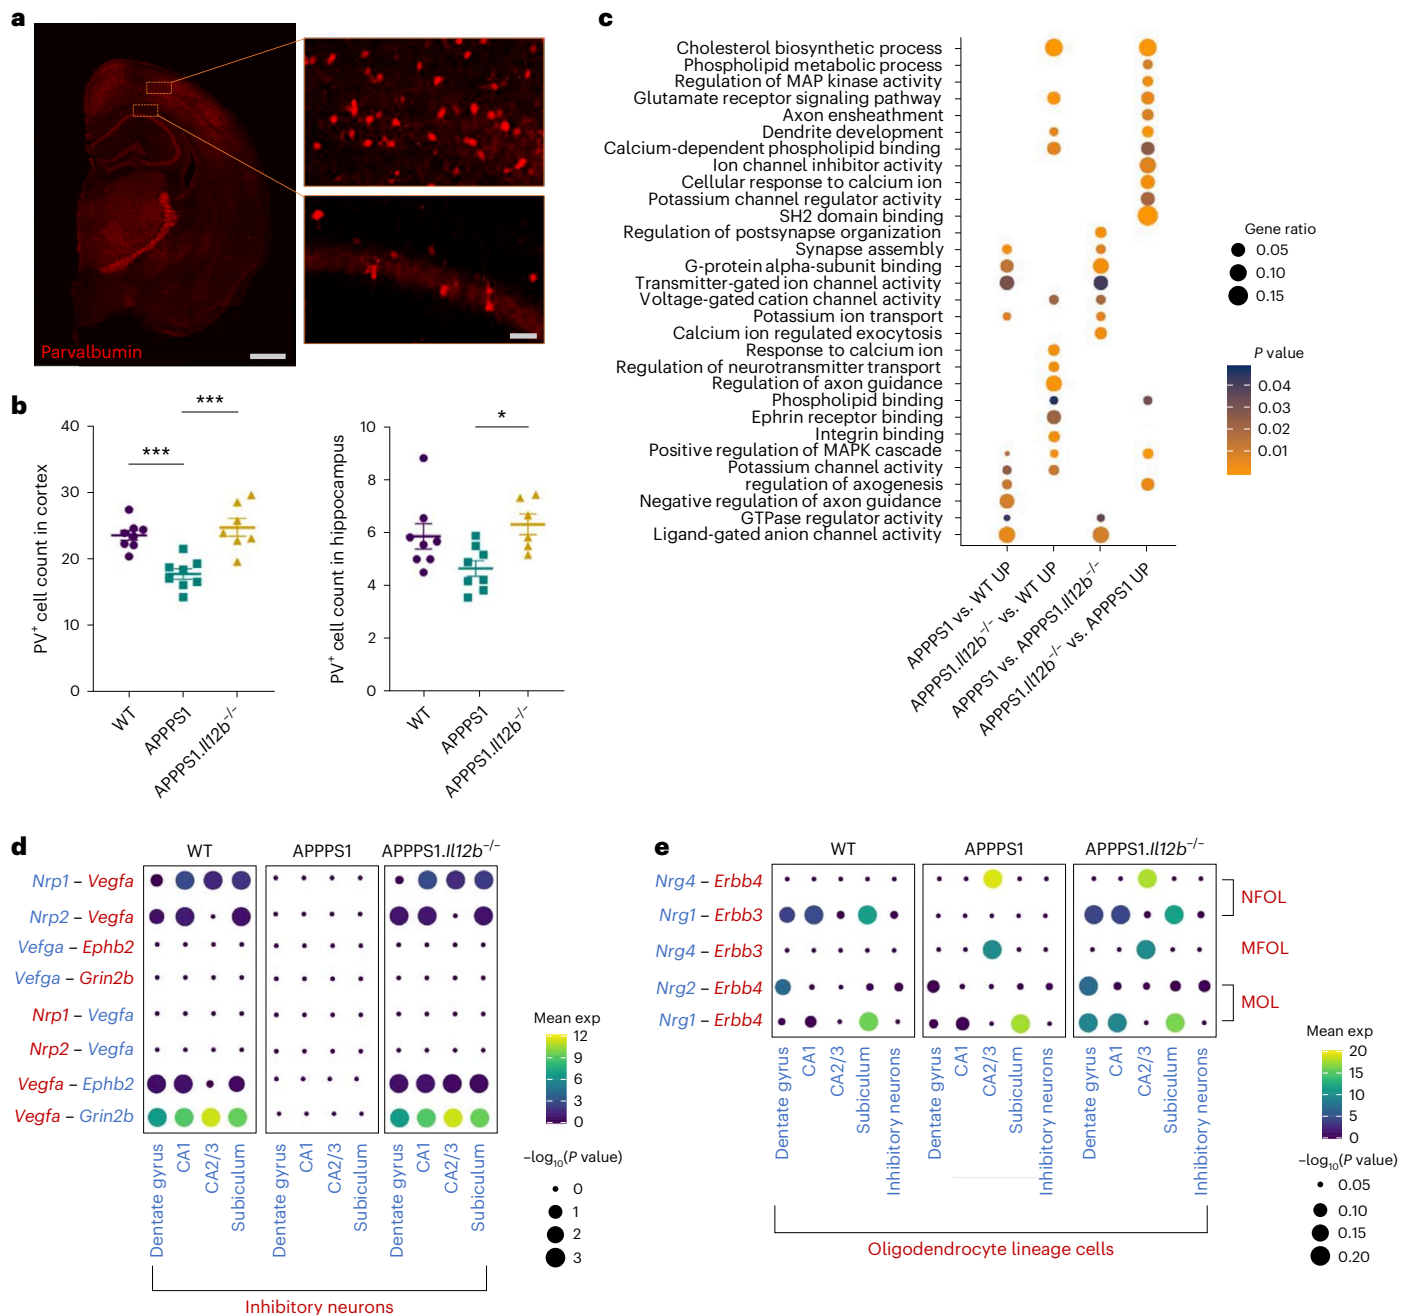 a
Parvalbumin
b
***
***
40
30
20
10
0
PV+ cell count in cortex
WT
APPPS1
APPPS1.Il12b−/−
*
10
8
6
4
2
0
PV+ cell count in hippocampus
WT
APPPS1
APPPS1.Il12b−/−
c
Cholesterol biosynthetic process
Phospholipid metabolic process
Regulation of MAP kinase activity
Glutamate receptor signaling pathway
Axon ensheathment
Dendrite development
Calcium-dependent phospholipid binding
Ion channel inhibitor activity
Cellular response to calcium ion
Potassium channel regulator activity
SH2 domain binding
Regulation of postsynapse organization
Synapse assembly
G-protein alpha-subunit binding
Transmitter-gated ion channel activity
Voltage-gated cation channel activity
Potassium ion transport
Calcium ion regulated exocytosis
Response to calcium ion
Regulation of neurotransmitter transport
Regulation of axon guidance
Phospholipid binding
Ephrin receptor binding
Integrin binding
Positive regulation of MAPK cascade
Potassium channel activity
regulation of axogenesis
Negative regulation of axon guidance
GTPase regulator activity
Ligand-gated anion channel activity
APPPS1 vs. WT UP
APPPS1.Il12b−/− vs. WT UP
APPPS1 vs. APPPS1.Il12b−/−
APPPS1.Il12b−/− vs. APPPS1 UP
Gene ratio
0.05
0.10
0.15
P value
0.04
0.03
0.02
0.01
d
WT
APPPS1
APPPS1.Il12b−/−
Nrp1 – Vegfa
Nrp2 – Vegfa
Vefga – Ephb2
Vefga – Grin2b
Nrp1 – Vegfa
Nrp2 – Vegfa
Vegfa – Ephb2
Vegfa – Grin2b
Dentate gyrus
CA1
CA2/3
Subiculum
Dentate gyrus
CA1
CA2/3
Subiculum
Dentate gyrus
CA1
CA2/3
Subiculum
Inhibitory neurons
Mean exp
12
9
6
3
0
–log10(P value)
0
1
2
3
e
WT
APPPS1
APPPS1.Il12b−/−
Nrg4 – Erbb4
Nrg1 – Erbb3
Nrg4 – Erbb3
Nrg2 – Erbb4
Nrg1 – Erbb4
NFOL
MFOL
MOL
Dentate gyrus
CA1
CA2/3
Subiculum
Inhibitory neurons
Dentate gyrus
CA1
CA2/3
Subiculum
Inhibitory neurons
Dentate gyrus
CA1
CA2/3
Subiculum
Inhibitory neurons
Oligodendrocyte lineage cells
Mean exp
20
15
10
5
0
–log10(P value)
0.05
0.10
0.15
0.20